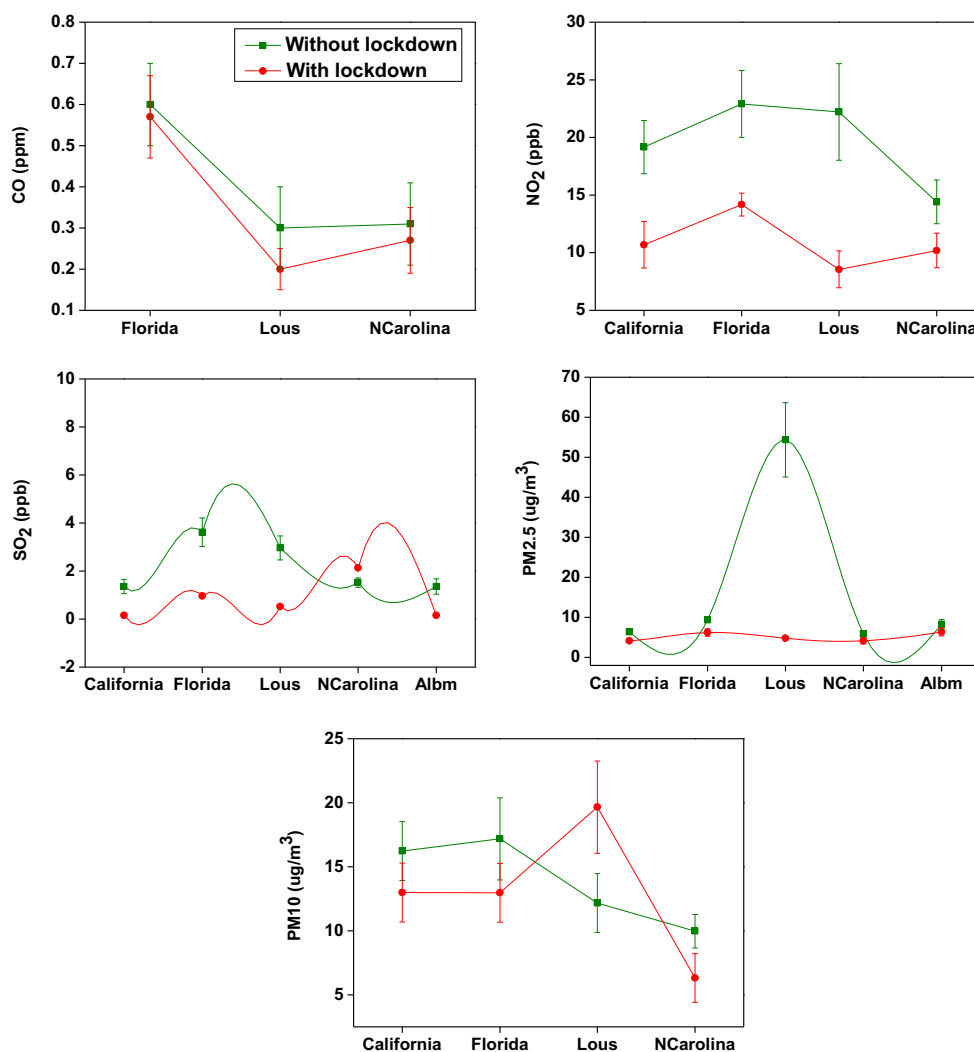 0.8
0.7
0.6
0.5
0.4
0.3
0.2
0.1
CO (ppm)
Without lockdown
With lockdown
Florida Lous NCarolina
30
25
20
15
10
5
NO2 (ppb)
California Florida Lous NCarolina
10
8
6
4
2
0
-2
SO2 (ppb)
California Florida Lous NCarolina Albm
70
60
50
40
30
20
10
0
PM2.5 (ug/m3)
California Florida Lous NCarolina Albm
25
20
15
10
5
PM10 (ug/m3)
California Florida Lous NCarolina